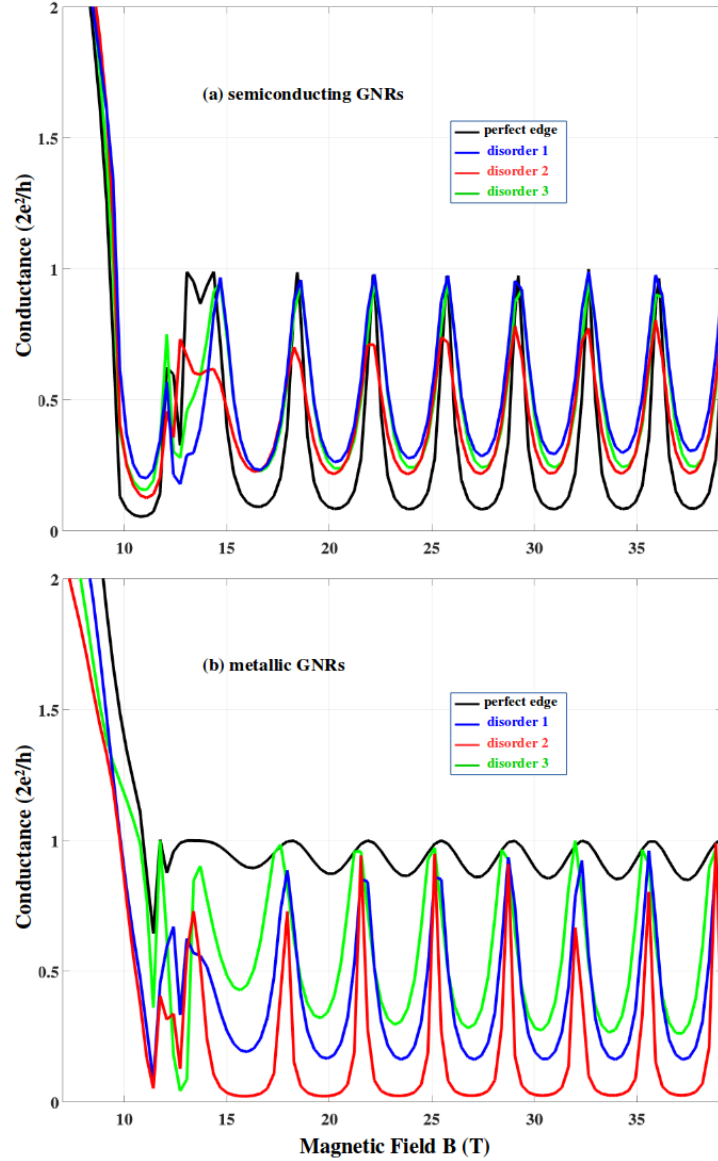 2
(a) semiconducting GNRs
1.5
perfect edge
disorder 1
disorder 2
disorder 3
Conductance (2e²/h)
1
0.5
0
10 15 20 25 30 35
2
(b) metallic GNRs
1.5
perfect edge
disorder 1
disorder 2
disorder 3
Conductance (2e²/h)
1
0.5
0
10 15 20 25 30 35
Magnetic Field B (T)